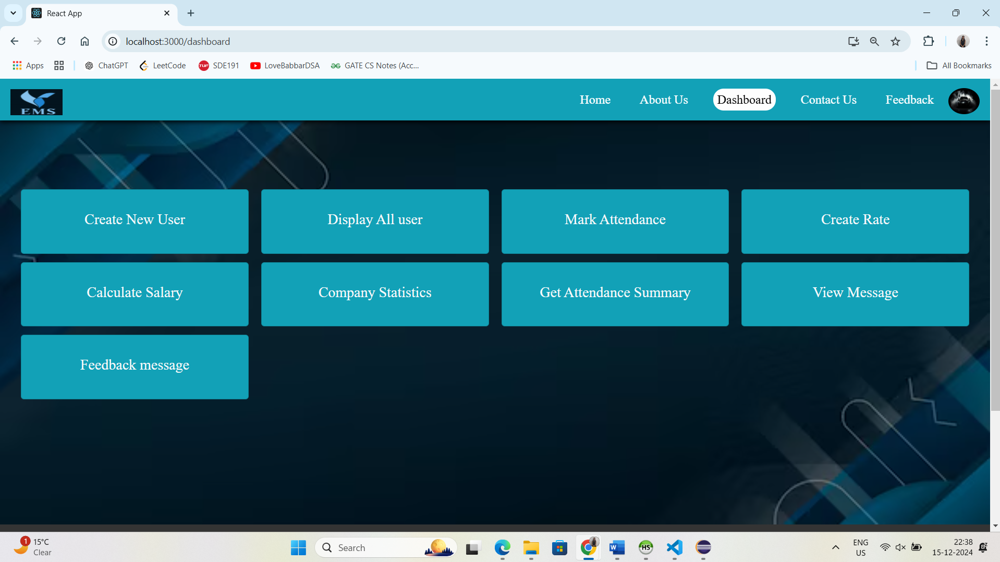 React App
localhost:3000/dashboard
Apps ChatGPT LeetCode TUF SDE191 LoveBabbarDSA GATE CS Notes (Acc... All Bookmarks
EMS Home About Us Dashboard Contact Us Feedback
Create New User Display All user Mark Attendance Create Rate
Calculate Salary Company Statistics Get Attendance Summary View Message
Feedback message
1 15°C
Clear
Search
W
HS
ENG
US
22:38
15-12-2024